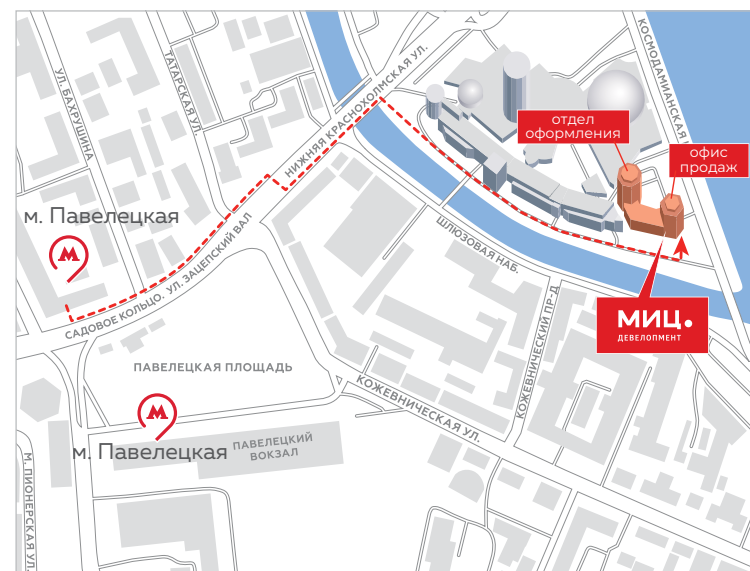 КОСМОДАМИАНСКАЯ Н
НИЖНЯЯ КРАСНОХОЛМСКАЯ УЛ.
ТАТАРСКАЯ УЛ.
УЛ. БАХРУШИНА
отдел
оформления
офис
продаж
м. Павелецкая
М
САДОВОЕ КОЛЬЦО. УЛ. ЗАЦЕПСКИЙ ВАЛ
ШЛЮЗОВАЯ НАБ.
МИЦ.
ДЕВЕЛОПМЕНТ
КОЖЕВНИЧЕСКИЙ ПР-Д
ПАВЕЛЕЦКАЯ ПЛОЩАДЬ
КОЖЕВНИЧЕСКАЯ УЛ.
М
м. Павелецкая
ПАВЕЛЕЦКИЙ
ВОКЗАЛ
М. ПИОНЕРСКАЯ УЛ.